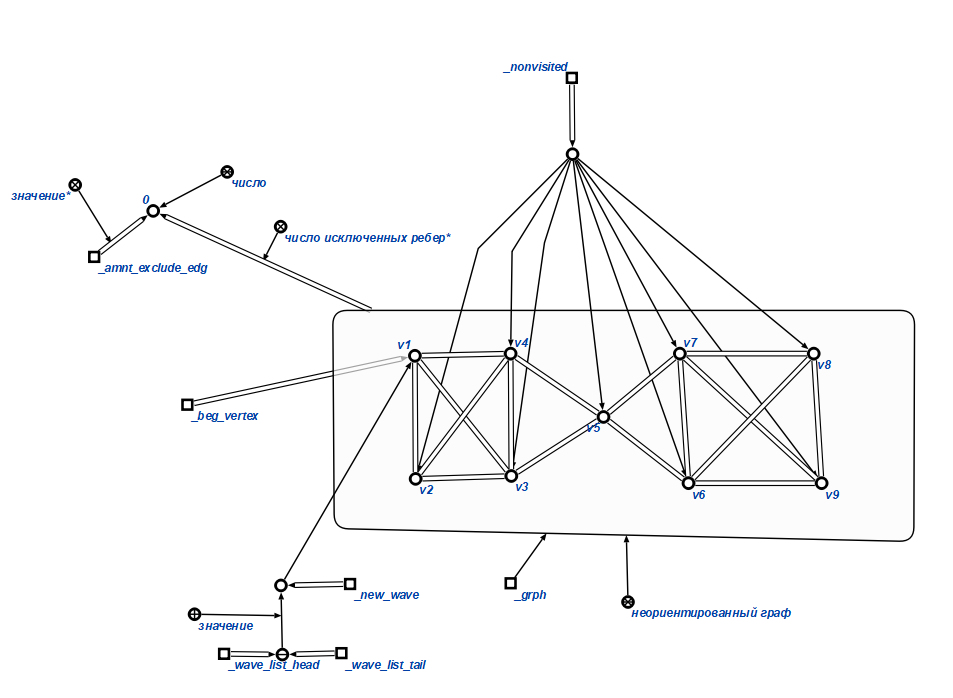 _nonvisited
число
значение*
0
число исключенных ребер*
_amnt_exclude_edg
v1
v4
v7
v8
_beg_vertex
v5
v2
v3
v6
v9
_new_wave
_grph
неориентированный граф
значение
_wave_list_head
_wave_list_tail